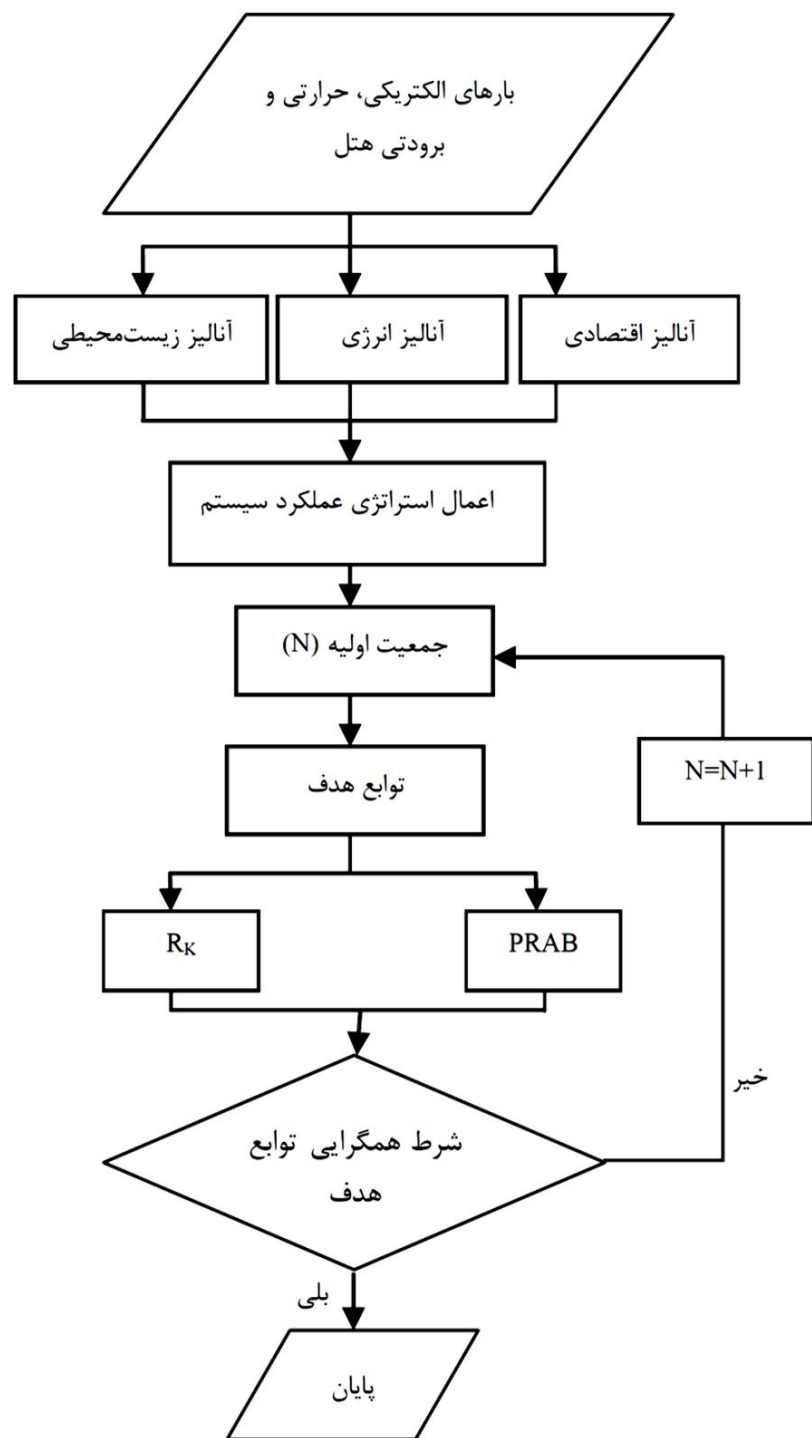 بارهای الکتریکی، حرارتی و
برودتی هتل
آنالیز اقتصادی
آنالیز انرژی
آنالیز زیست‌محیطی
اعمال استراتژی عملکرد سیستم
جمعیت اولیه (N)
توابع هدف
N=N+1
PRAB
R_K
خیر
شرط همگرایی توابع
هدف
بلی
پایان